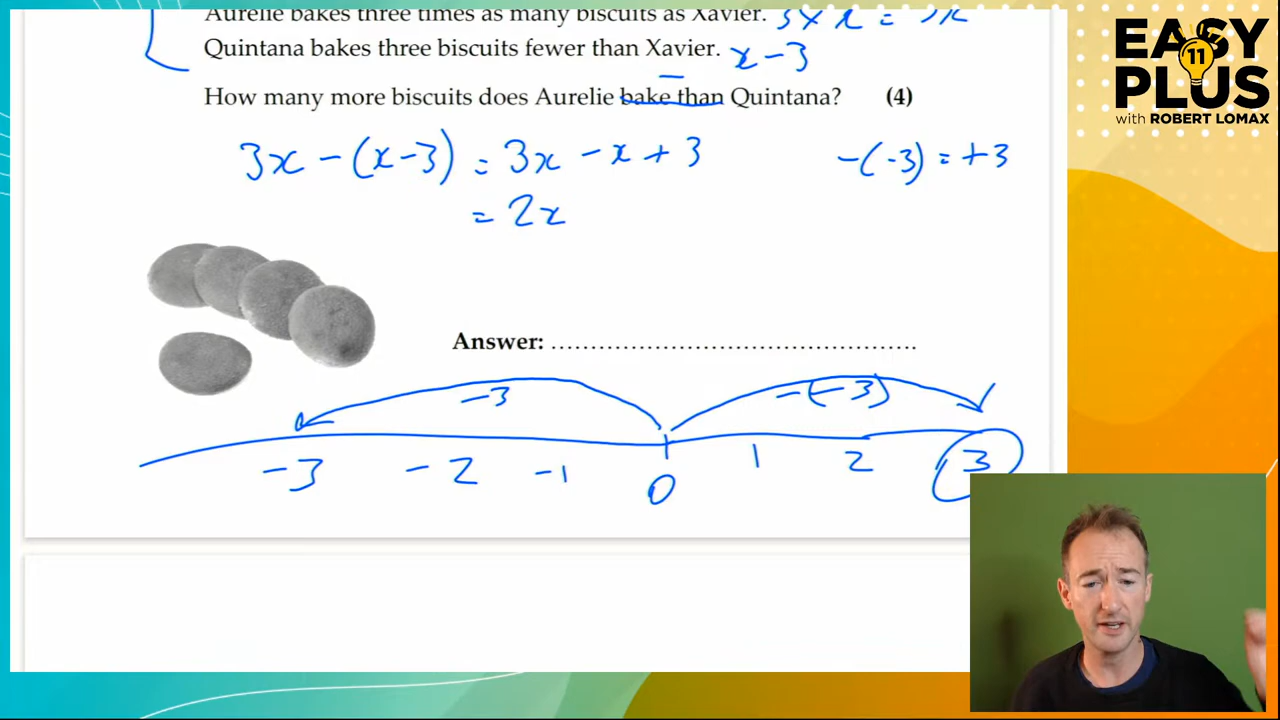 Aurelie bakes three times as many biscuits as Xavier. 3 × x = 3x
Quintana bakes three biscuits fewer than Xavier. x - 3
How many more biscuits does Aurelie bake than Quintana? (4)
3x - (x-3) = 3x - x + 3
-(-3) = +3
= 2x
Answer: ............................................
-3
-(-3)
-3 -2 -1 0 1 2 3
EASY
11
PLUS
with ROBERT LOMAX